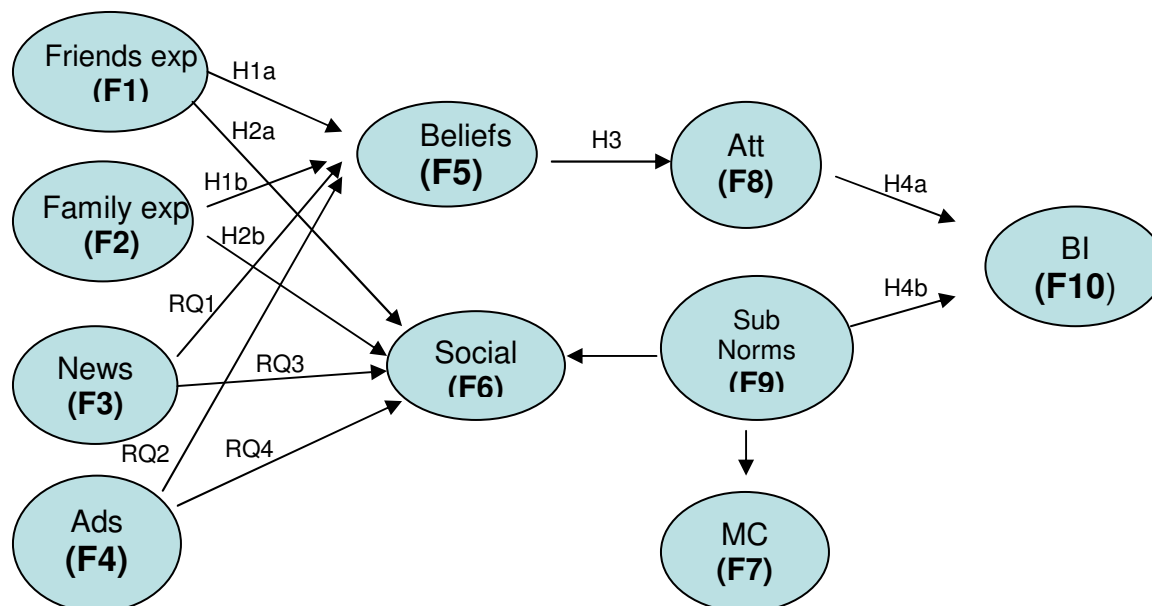 Friends exp
(F1)
H1a
H2a
Beliefs
(F5)
H3
Att
(F8)
H4a
H1b
Family exp
(F2)
H2b
BI
(F10)
H4b
RQ1
Sub
Norms
(F9)
News
(F3)
RQ3
Social
(F6)
RQ2
RQ4
Ads
(F4)
MC
(F7)